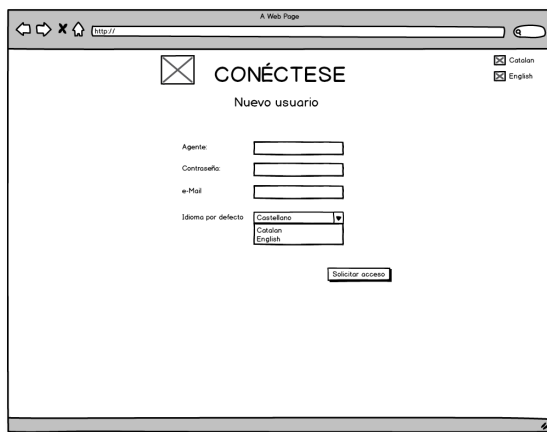 A Web Page
http://
CONÉCTESE
Catalan
English
Nuevo usuario
Agente:
Contraseña:
e-Mail
Idioma por defecto
Castellano
Catalan
English
Solicitar acceso